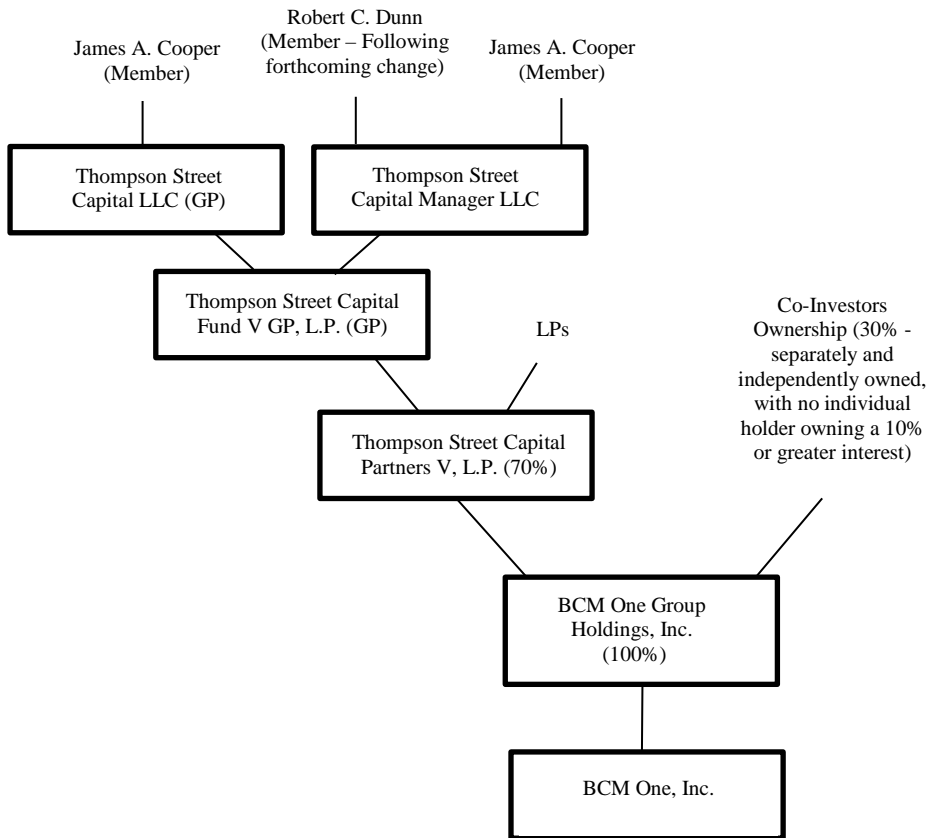 James A. Cooper
(Member)
Robert C. Dunn
(Member – Following
forthcoming change)
James A. Cooper
(Member)
Thompson Street
Capital LLC (GP)
Thompson Street
Capital Manager LLC
Thompson Street Capital
Fund V GP, L.P. (GP)
LPs
Co-Investors
Ownership (30% -
separately and
independently owned,
with no individual
holder owning a 10%
or greater interest)
Thompson Street Capital
Partners V, L.P. (70%)
BCM One Group
Holdings, Inc.
(100%)
BCM One, Inc.